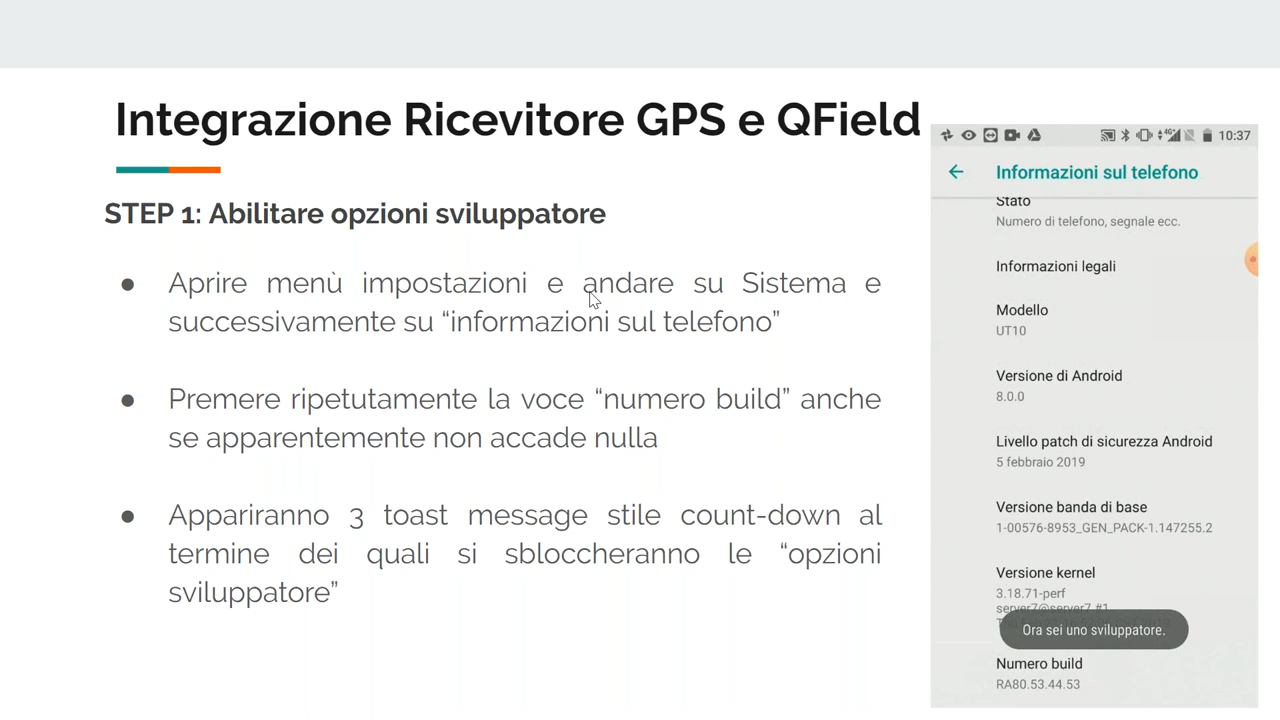 Integrazione Ricevitore GPS e QField
STEP 1: Abilitare opzioni sviluppatore
● Aprire menù impostazioni e andare su Sistema e
successivamente su “informazioni sul telefono”
● Premere ripetutamente la voce “numero build” anche
se apparentemente non accade nulla
● Appariranno 3 toast message stile count-down al
termine dei quali si sbloccheranno le “opzioni
sviluppatore”
10:37
Informazioni sul telefono
Stato
Numero di telefono, segnale ecc.
Informazioni legali
Modello
UT10
Versione di Android
8.0.0
Livello patch di sicurezza Android
5 febbraio 2019
Versione banda di base
1-00576-8953_GEN_PACK-1.147255.2
Versione kernel
3.18.71-perf
server7@server7 #1
Ora sei uno sviluppatore.
Numero build
RA80.53.44.53